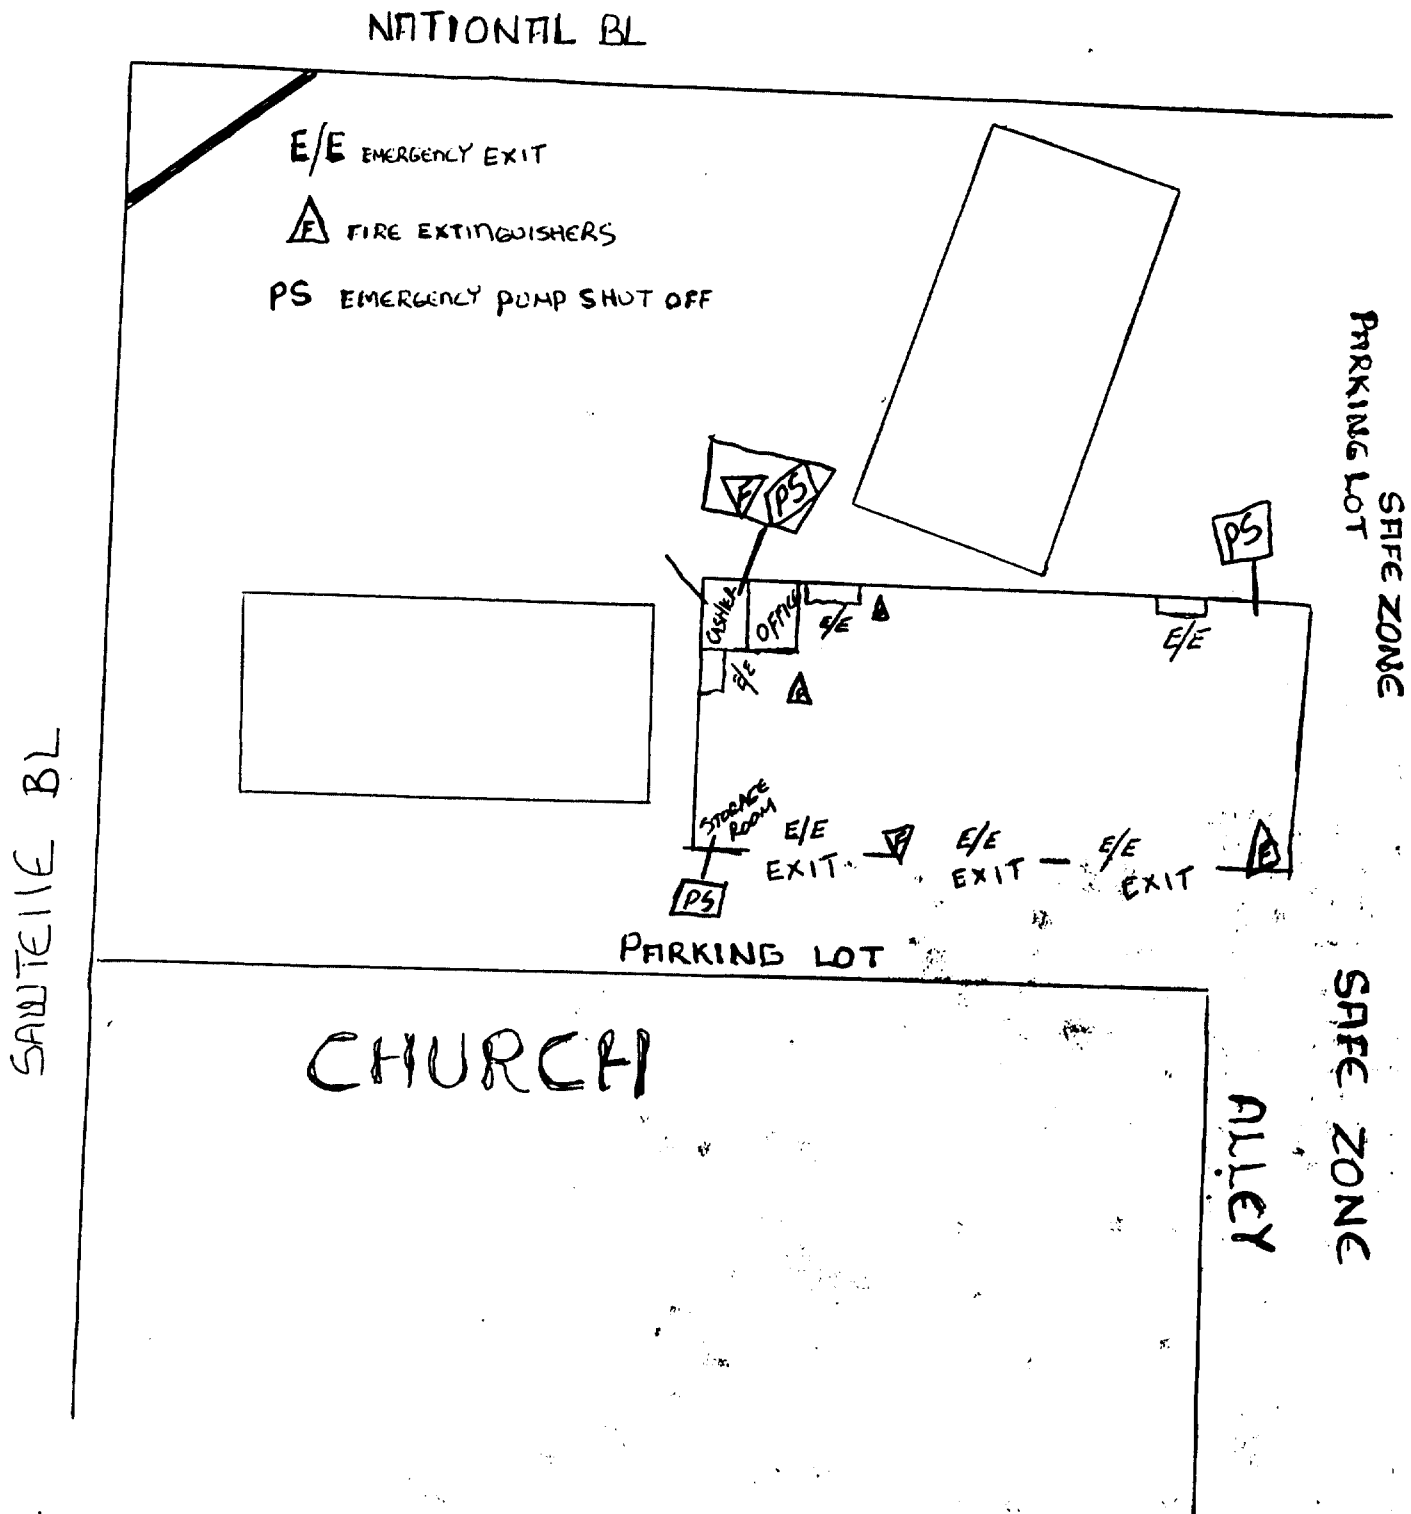 NATIONAL BL
E/E EMERGENCY EXIT
F FIRE EXTINGUISHERS
PS EMERGENCY PUMP SHUT OFF
PARKING LOT
SAFE ZONE
F PS
PS
CASHIER
OFFICE
E/E
F
E/E
E/E
F
SAWTELLE BL
STORAGE
ROOM
E/E
EXIT
F
E/E
EXIT
E/E
EXIT
F
PS
PARKING LOT
CHURCH
ALLEY
SAFE ZONE